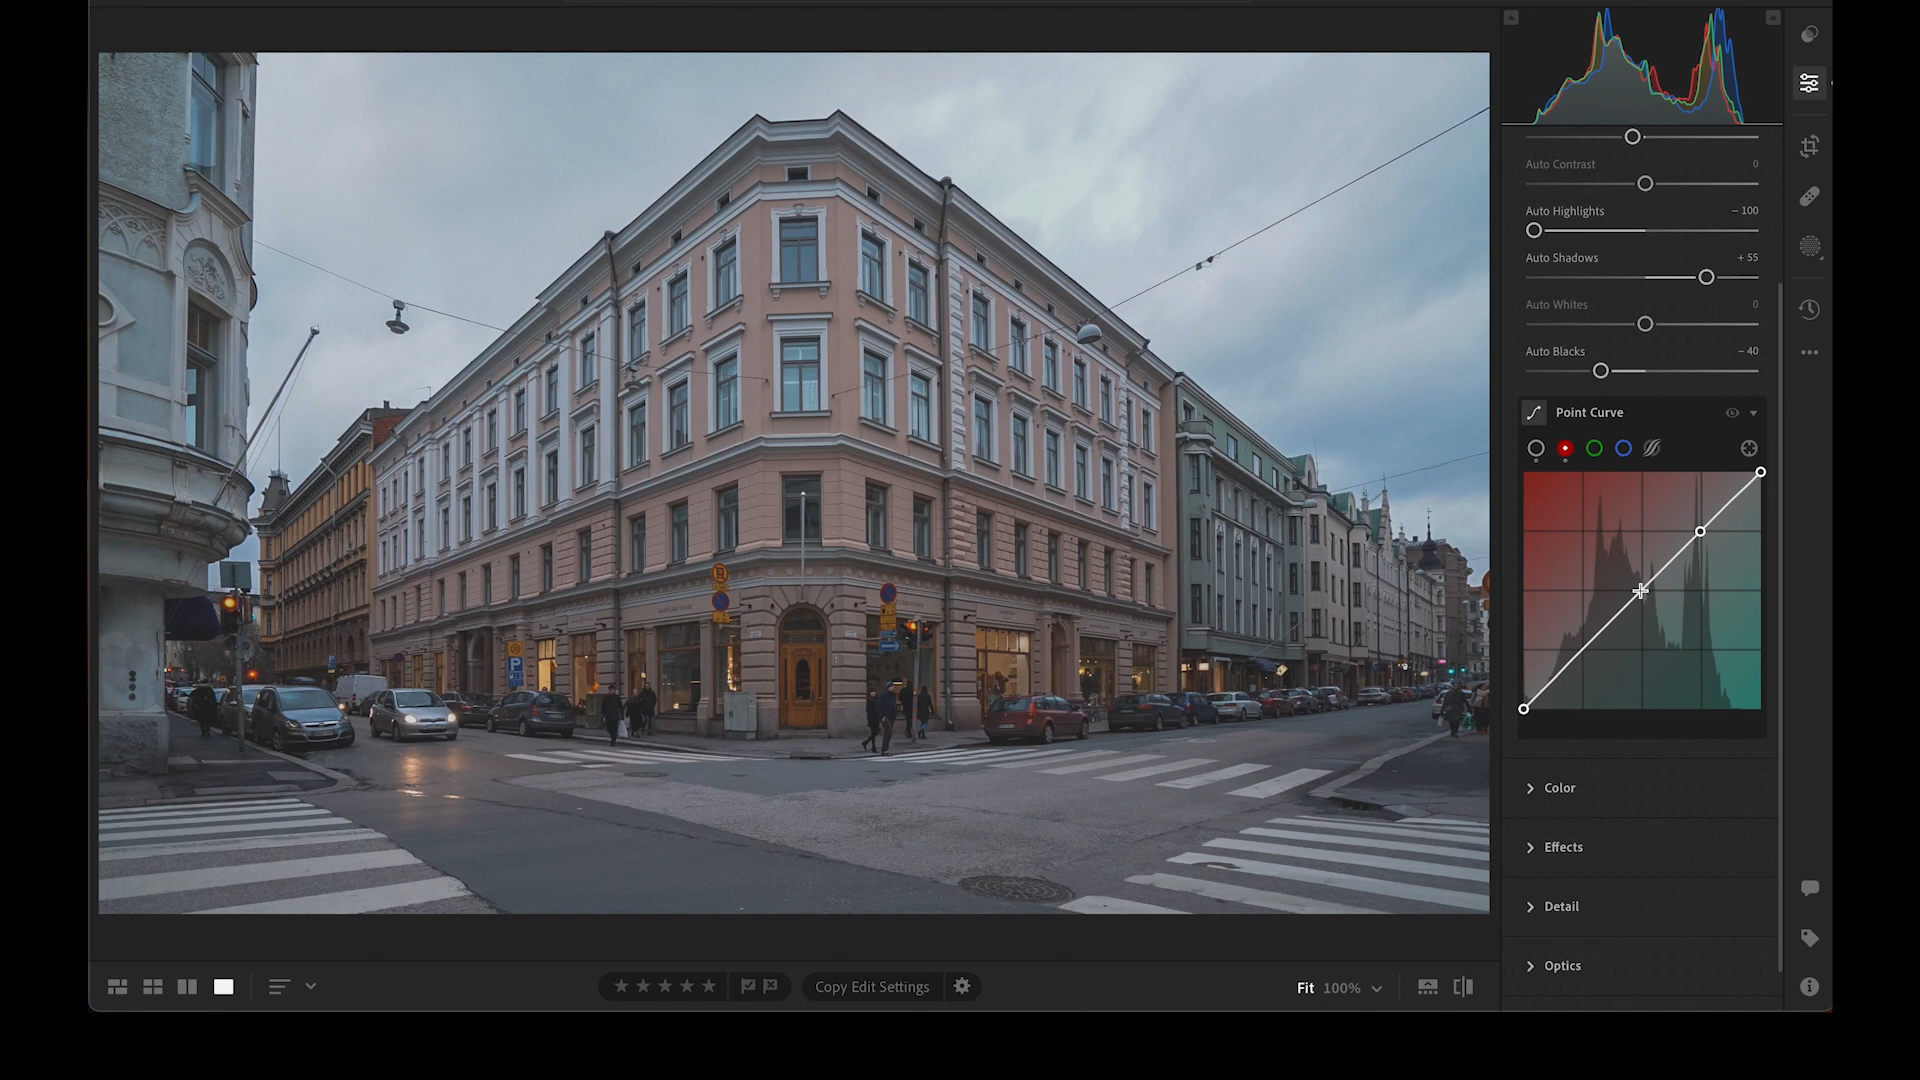 Auto Contrast 0
Auto Highlights – 100
Auto Shadows + 55
Auto Whites 0
Auto Blacks – 40
Point Curve
P
Color
Effects
Detail
Optics
Copy Edit Settings
Fit 100%